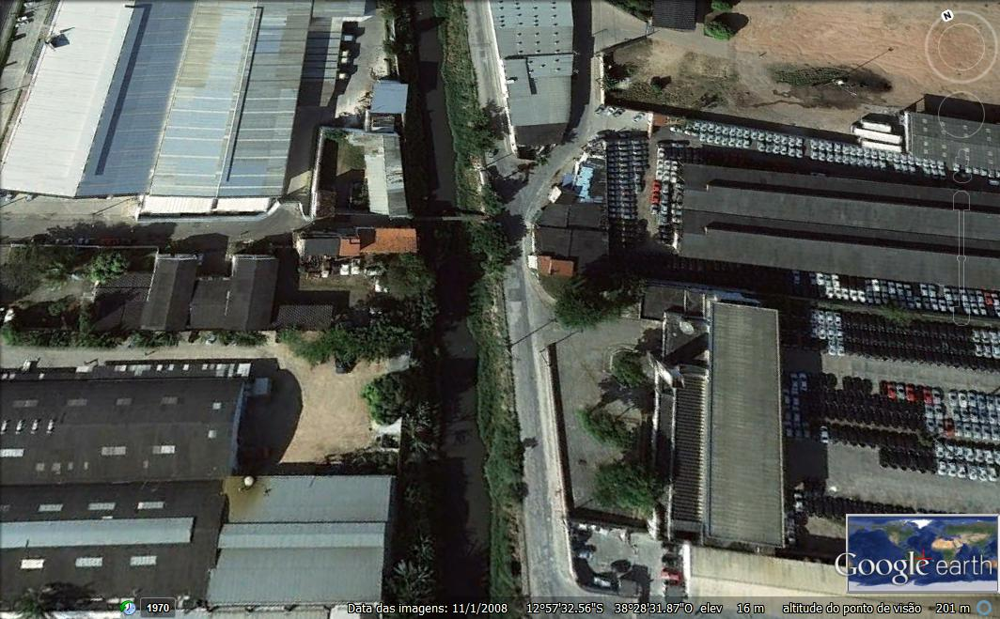 N
Google earth
1970
Data das imagens: 11/1/2008 12°57'32.56"S 38°28'31.87"O elev 16 m altitude do ponto de visão 201 m